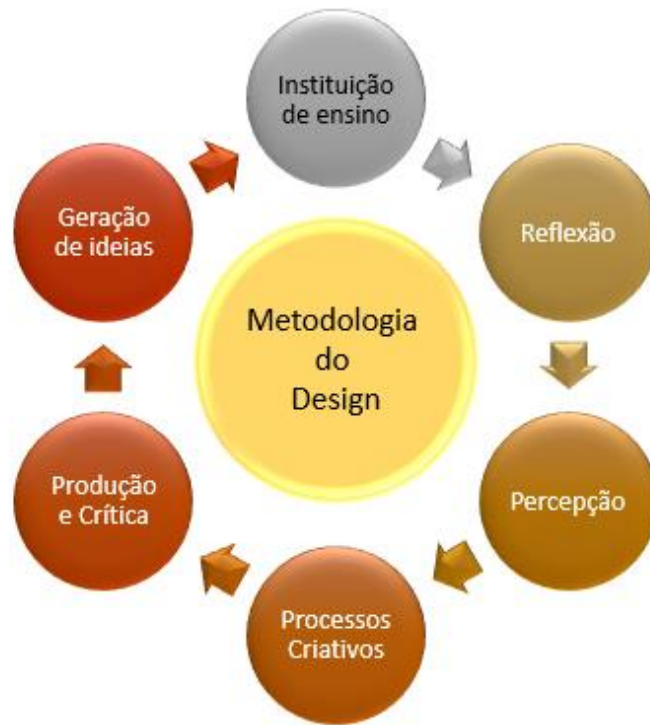 Instituição
de ensino
Reflexão
Percepção
Processos
Criativos
Produção
e Crítica
Geração
de ideias
Metodologia
do
Design